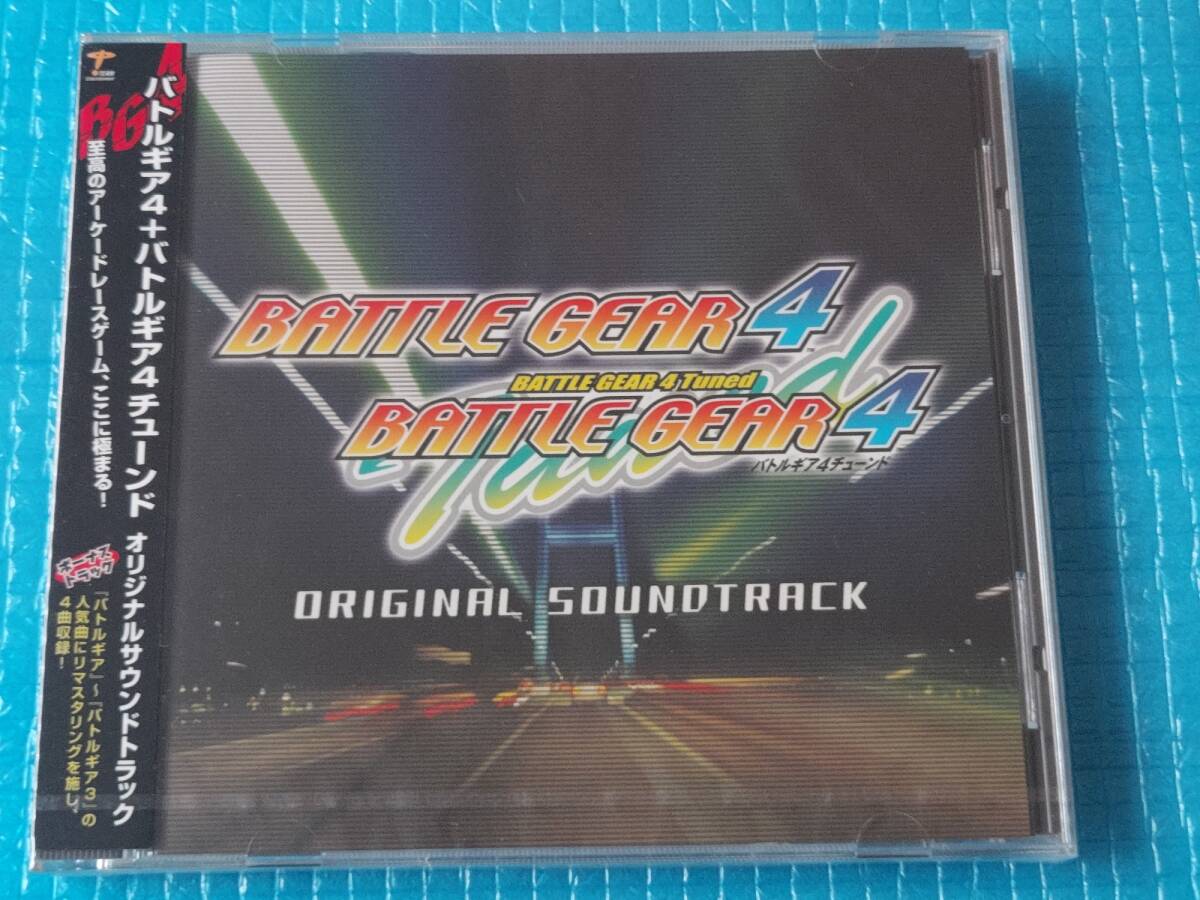 BG4
バトルギア4+バトルギア4チューンド オリジナルサウンドトラック
至高のアーケードレースゲーム、ここに極まる！
ボーナス
トラック
『バトルギア』～『バトルギア3』の
人気曲にリマスタリングを施し、
4曲収録！
BATTLE GEAR 4
TM
Tuned
BATTLE GEAR 4 Tuned
BATTLE GEAR 4
バトルギア4チューンド
ORIGINAL SOUNDTRACK